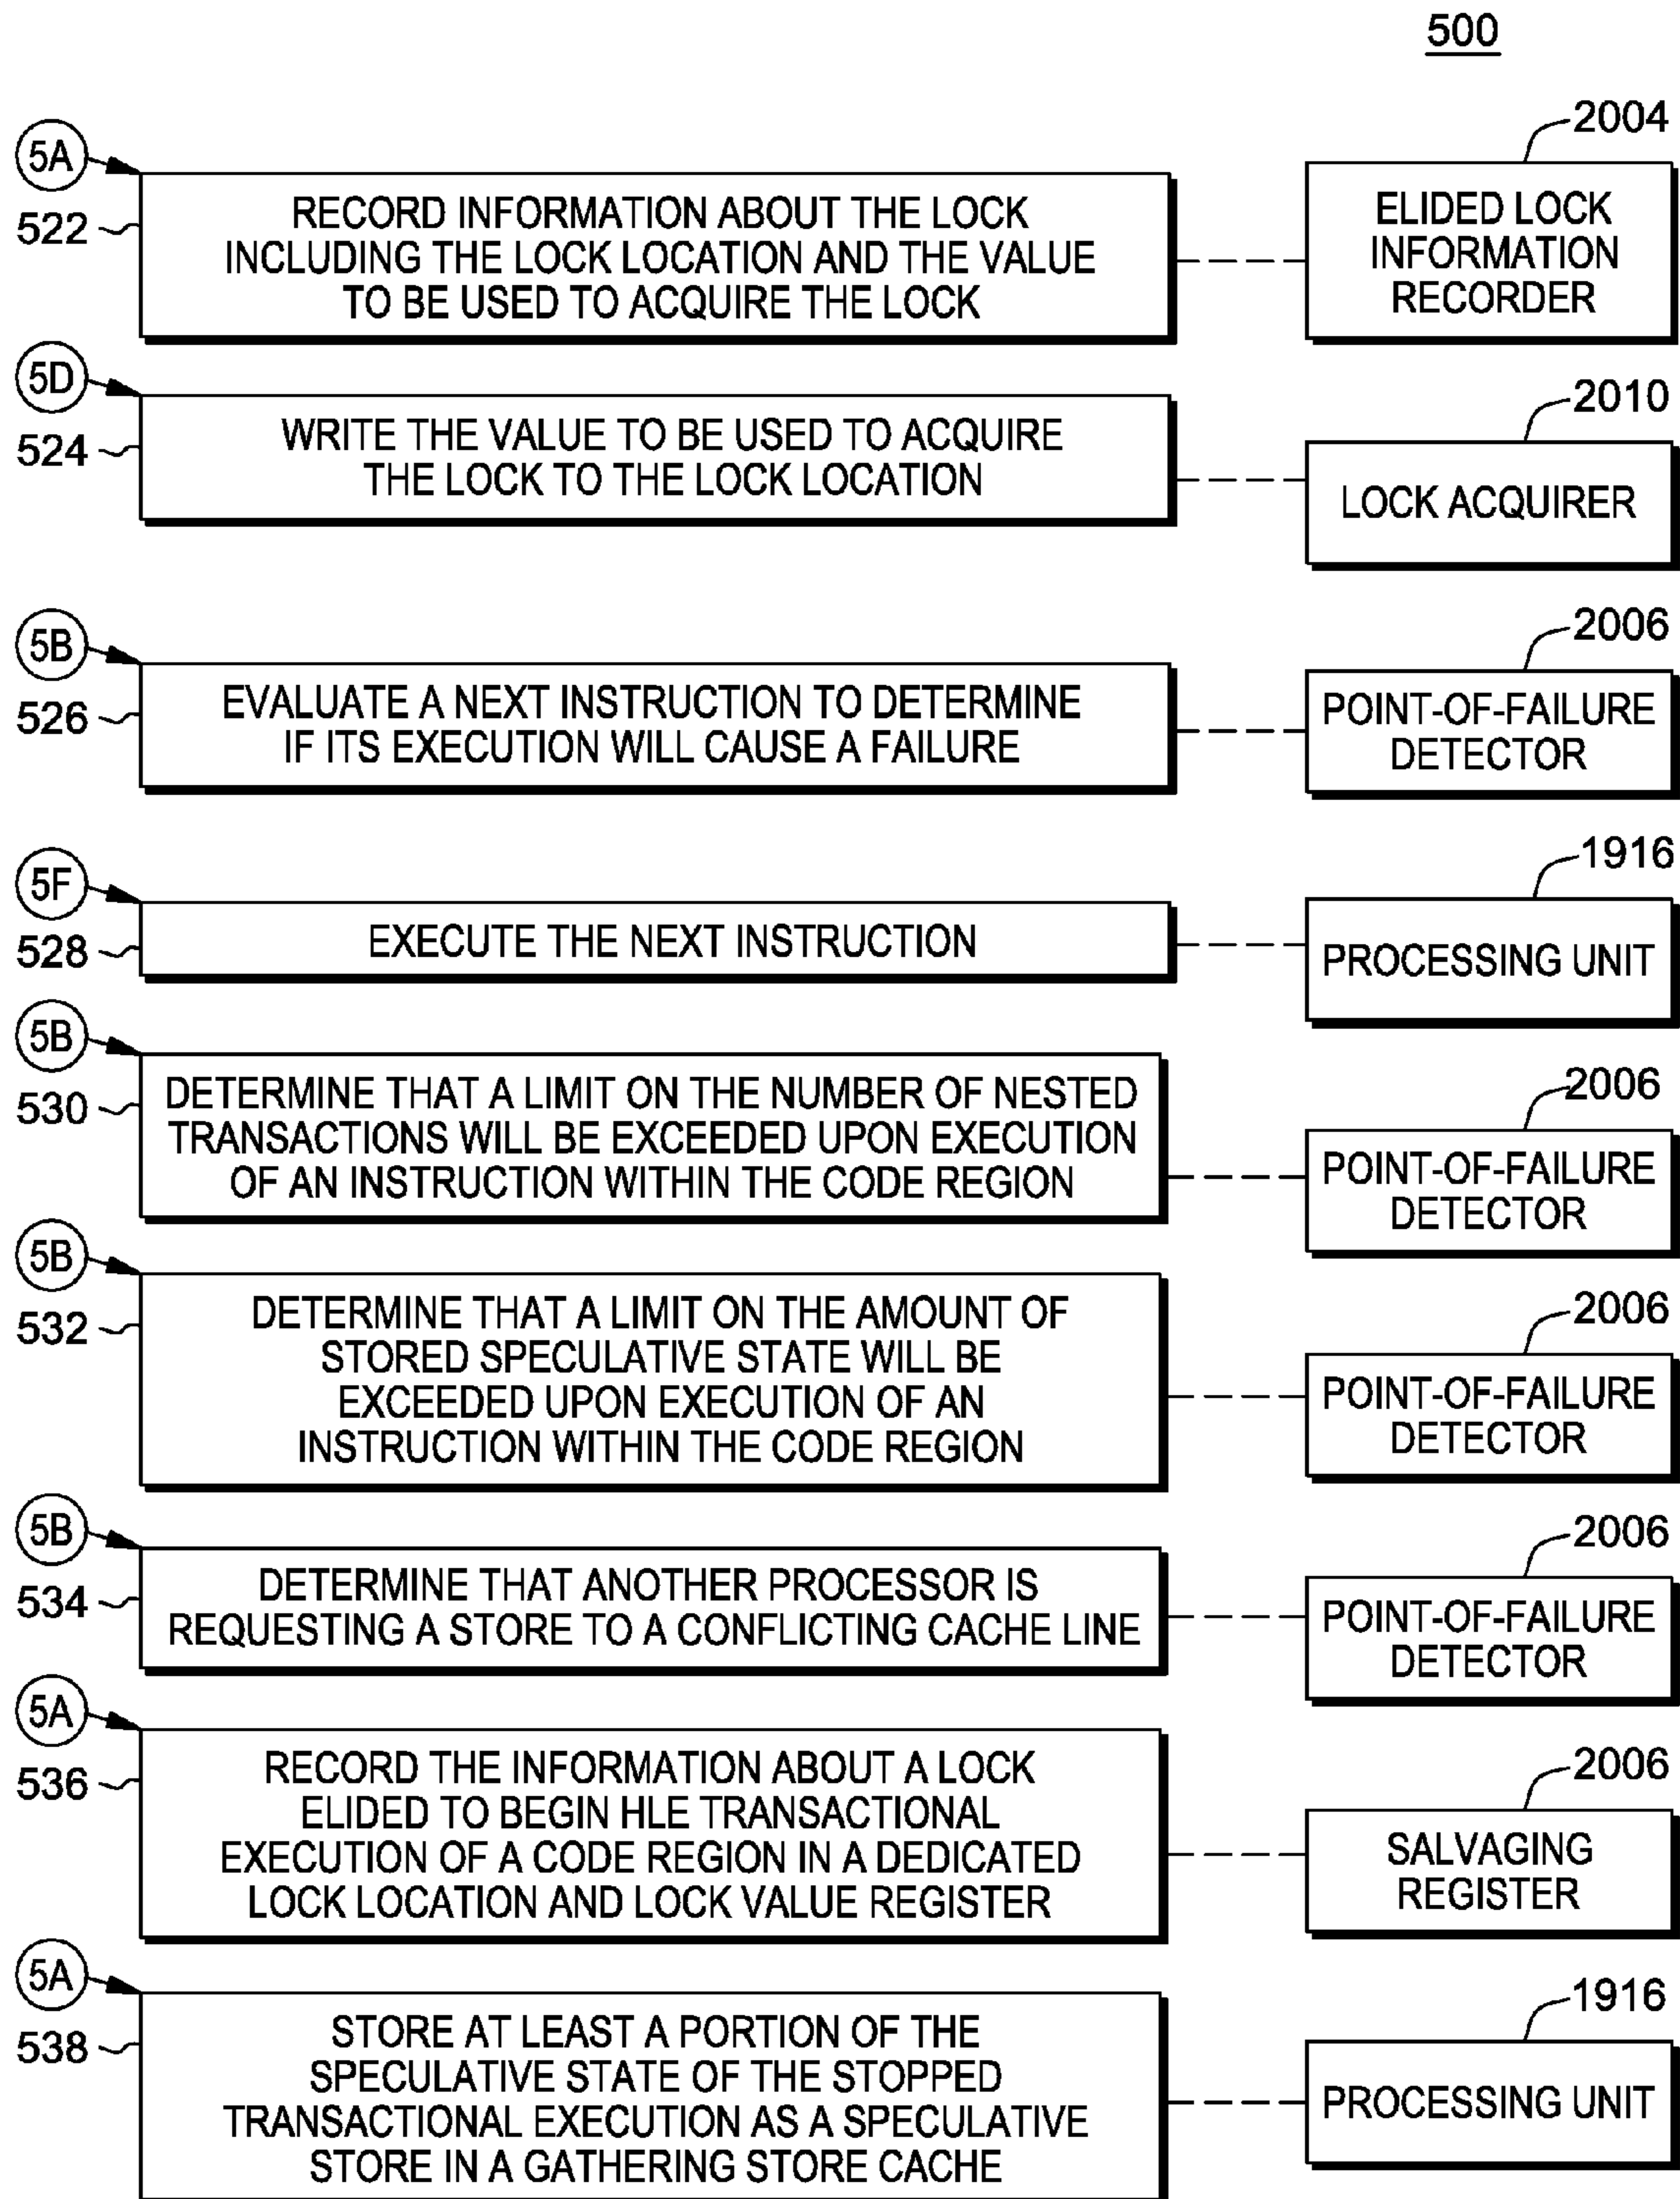 500
5A
522
RECORD INFORMATION ABOUT THE LOCK
INCLUDING THE LOCK LOCATION AND THE VALUE
TO BE USED TO ACQUIRE THE LOCK
2004
ELIDED LOCK
INFORMATION
RECORDER
5D
524
WRITE THE VALUE TO BE USED TO ACQUIRE
THE LOCK TO THE LOCK LOCATION
2010
LOCK ACQUIRER
5B
526
EVALUATE A NEXT INSTRUCTION TO DETERMINE
IF ITS EXECUTION WILL CAUSE A FAILURE
2006
POINT-OF-FAILURE
DETECTOR
5F
528
EXECUTE THE NEXT INSTRUCTION
1916
PROCESSING UNIT
5B
530
DETERMINE THAT A LIMIT ON THE NUMBER OF NESTED
TRANSACTIONS WILL BE EXCEEDED UPON EXECUTION
OF AN INSTRUCTION WITHIN THE CODE REGION
2006
POINT-OF-FAILURE
DETECTOR
5B
532
DETERMINE THAT A LIMIT ON THE AMOUNT OF
STORED SPECULATIVE STATE WILL BE
EXCEEDED UPON EXECUTION OF AN
INSTRUCTION WITHIN THE CODE REGION
2006
POINT-OF-FAILURE
DETECTOR
5B
534
DETERMINE THAT ANOTHER PROCESSOR IS
REQUESTING A STORE TO A CONFLICTING CACHE LINE
2006
POINT-OF-FAILURE
DETECTOR
5A
536
RECORD THE INFORMATION ABOUT A LOCK
ELIDED TO BEGIN HLE TRANSACTIONAL
EXECUTION OF A CODE REGION IN A DEDICATED
LOCK LOCATION AND LOCK VALUE REGISTER
2006
SALVAGING
REGISTER
5A
538
STORE AT LEAST A PORTION OF THE
SPECULATIVE STATE OF THE STOPPED
TRANSACTIONAL EXECUTION AS A SPECULATIVE
STORE IN A GATHERING STORE CACHE
1916
PROCESSING UNIT